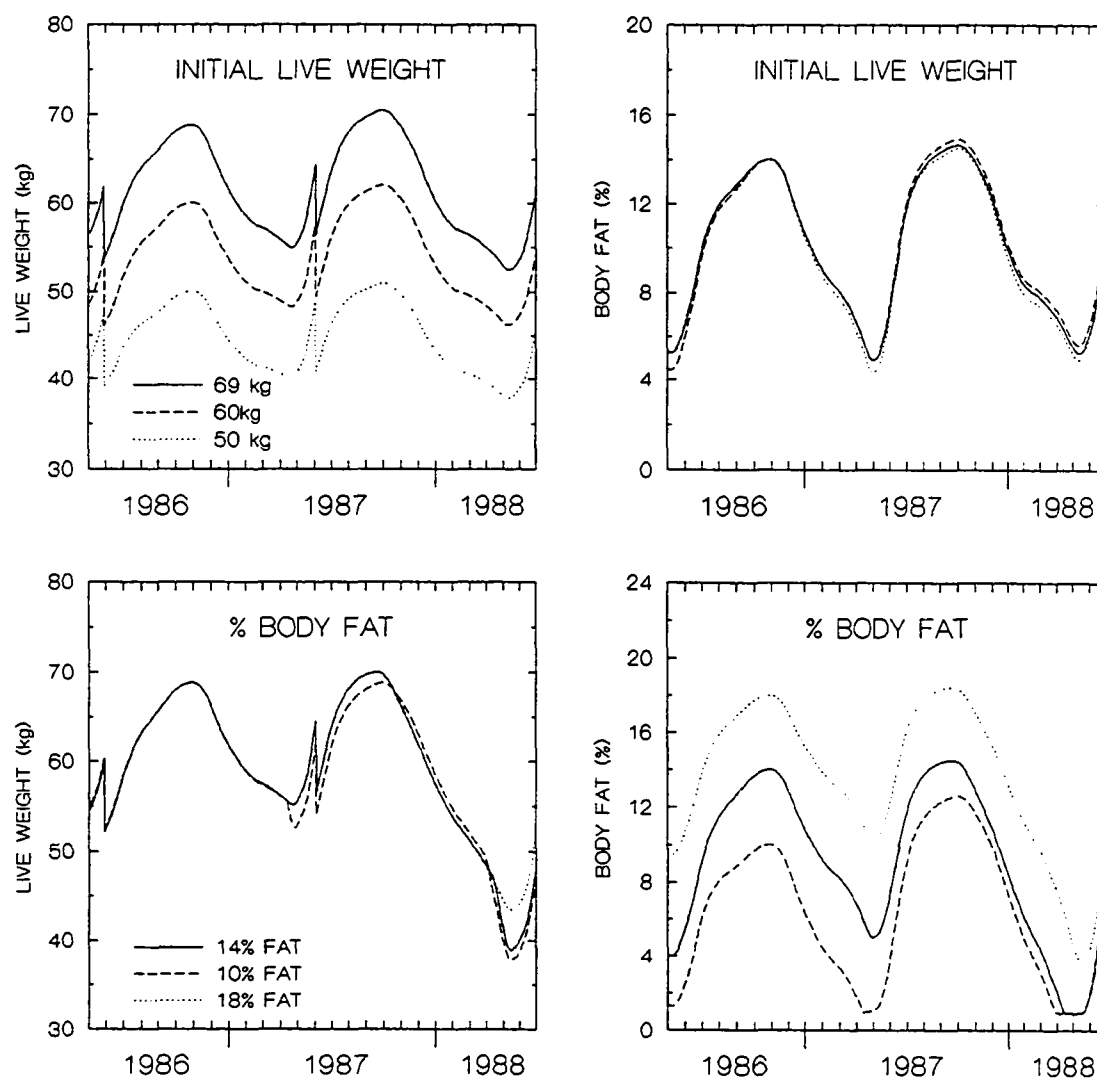 INITIAL LIVE WEIGHT
LIVE WEIGHT (kg)
80
70
60
50
40
30
69 kg
60kg
50 kg
1986
1987
1988
INITIAL LIVE WEIGHT
BODY FAT (%)
20
16
12
8
4
0
1986
1987
1988
% BODY FAT
LIVE WEIGHT (kg)
80
70
60
50
40
30
14% FAT
10% FAT
18% FAT
1986
1987
1988
% BODY FAT
BODY FAT (%)
24
20
16
12
8
4
0
1986
1987
1988